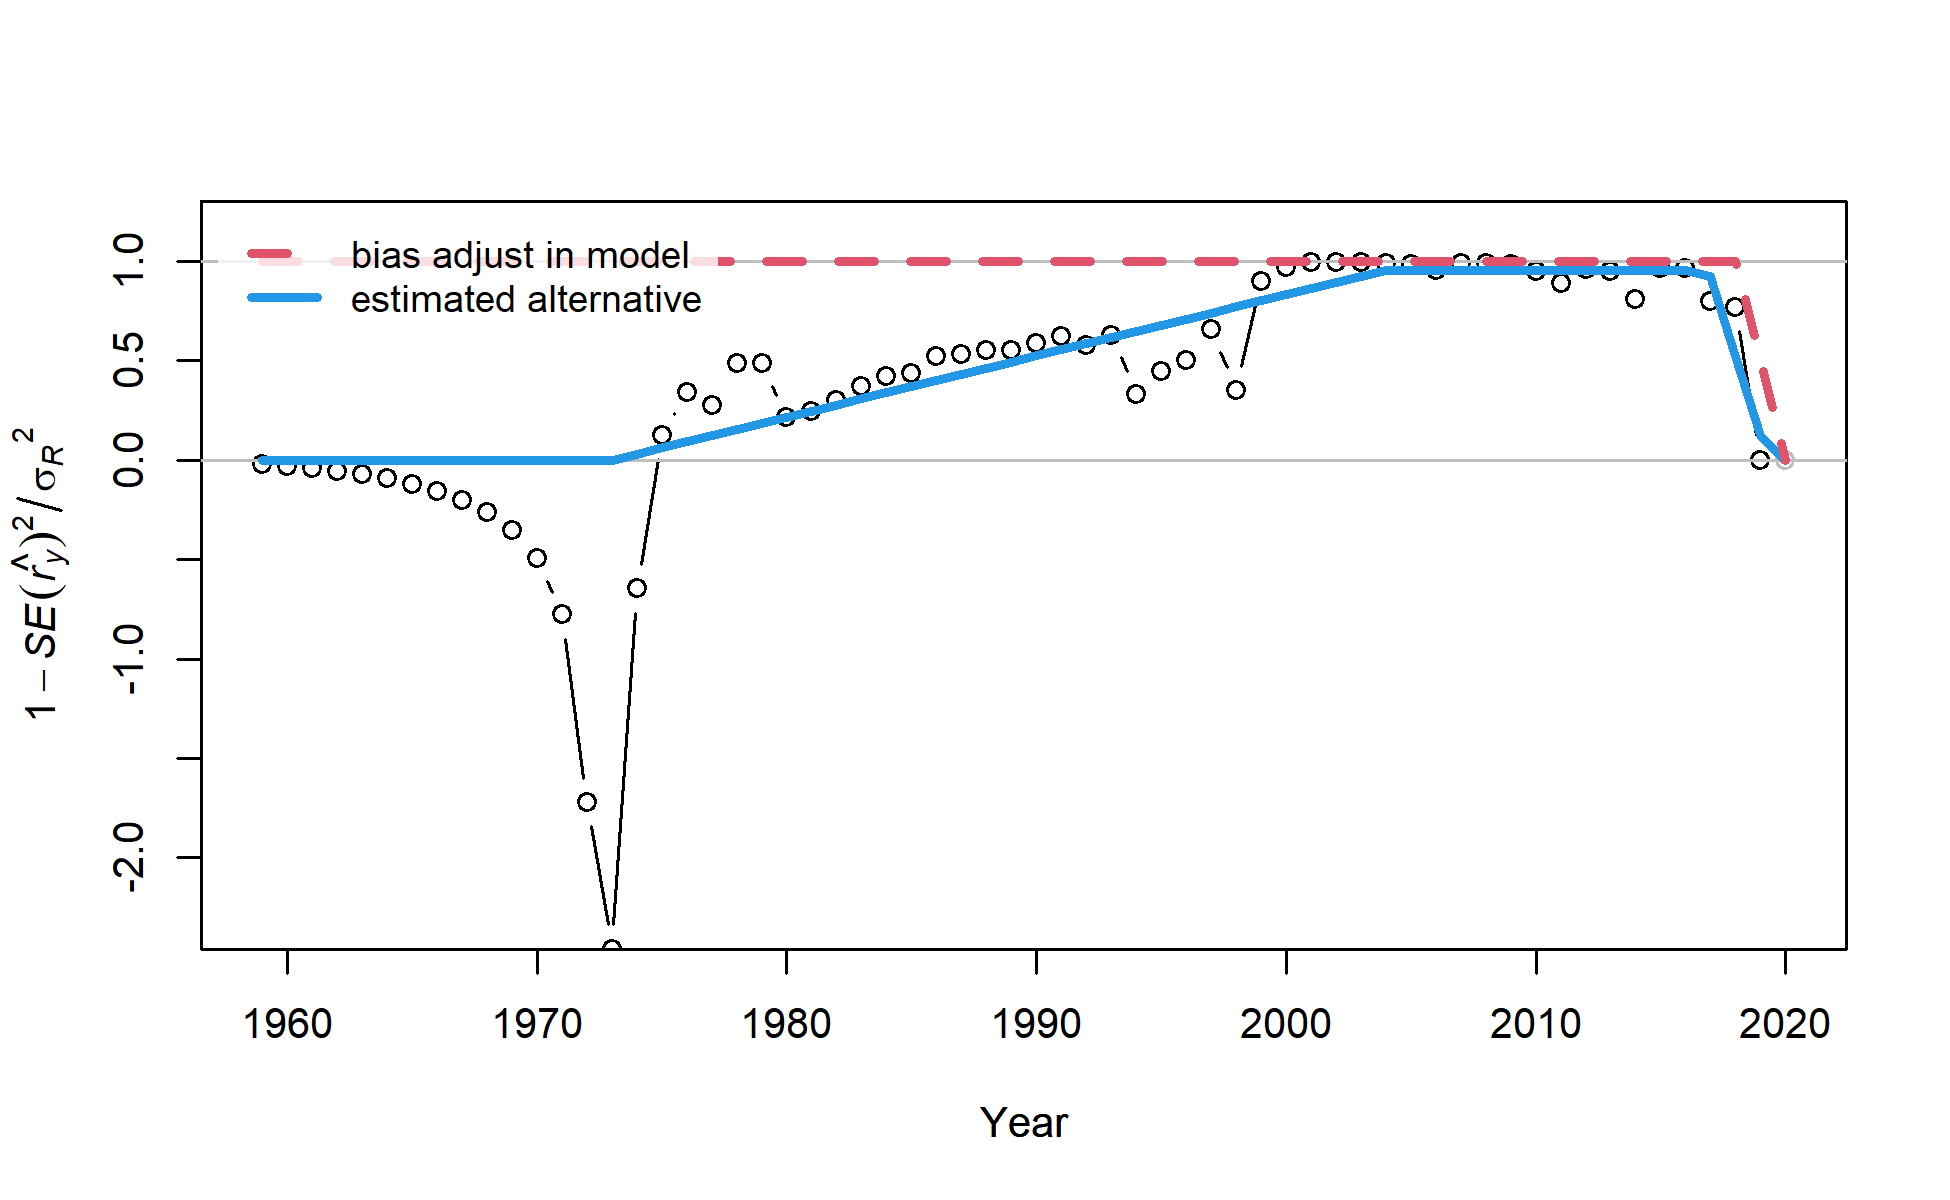 bias adjust in model
estimated alternative
1.0
0.5
0.0
-1.0
-2.0
1 − SE(r̂y)² / σR²
1960 1970 1980 1990 2000 2010 2020
Year